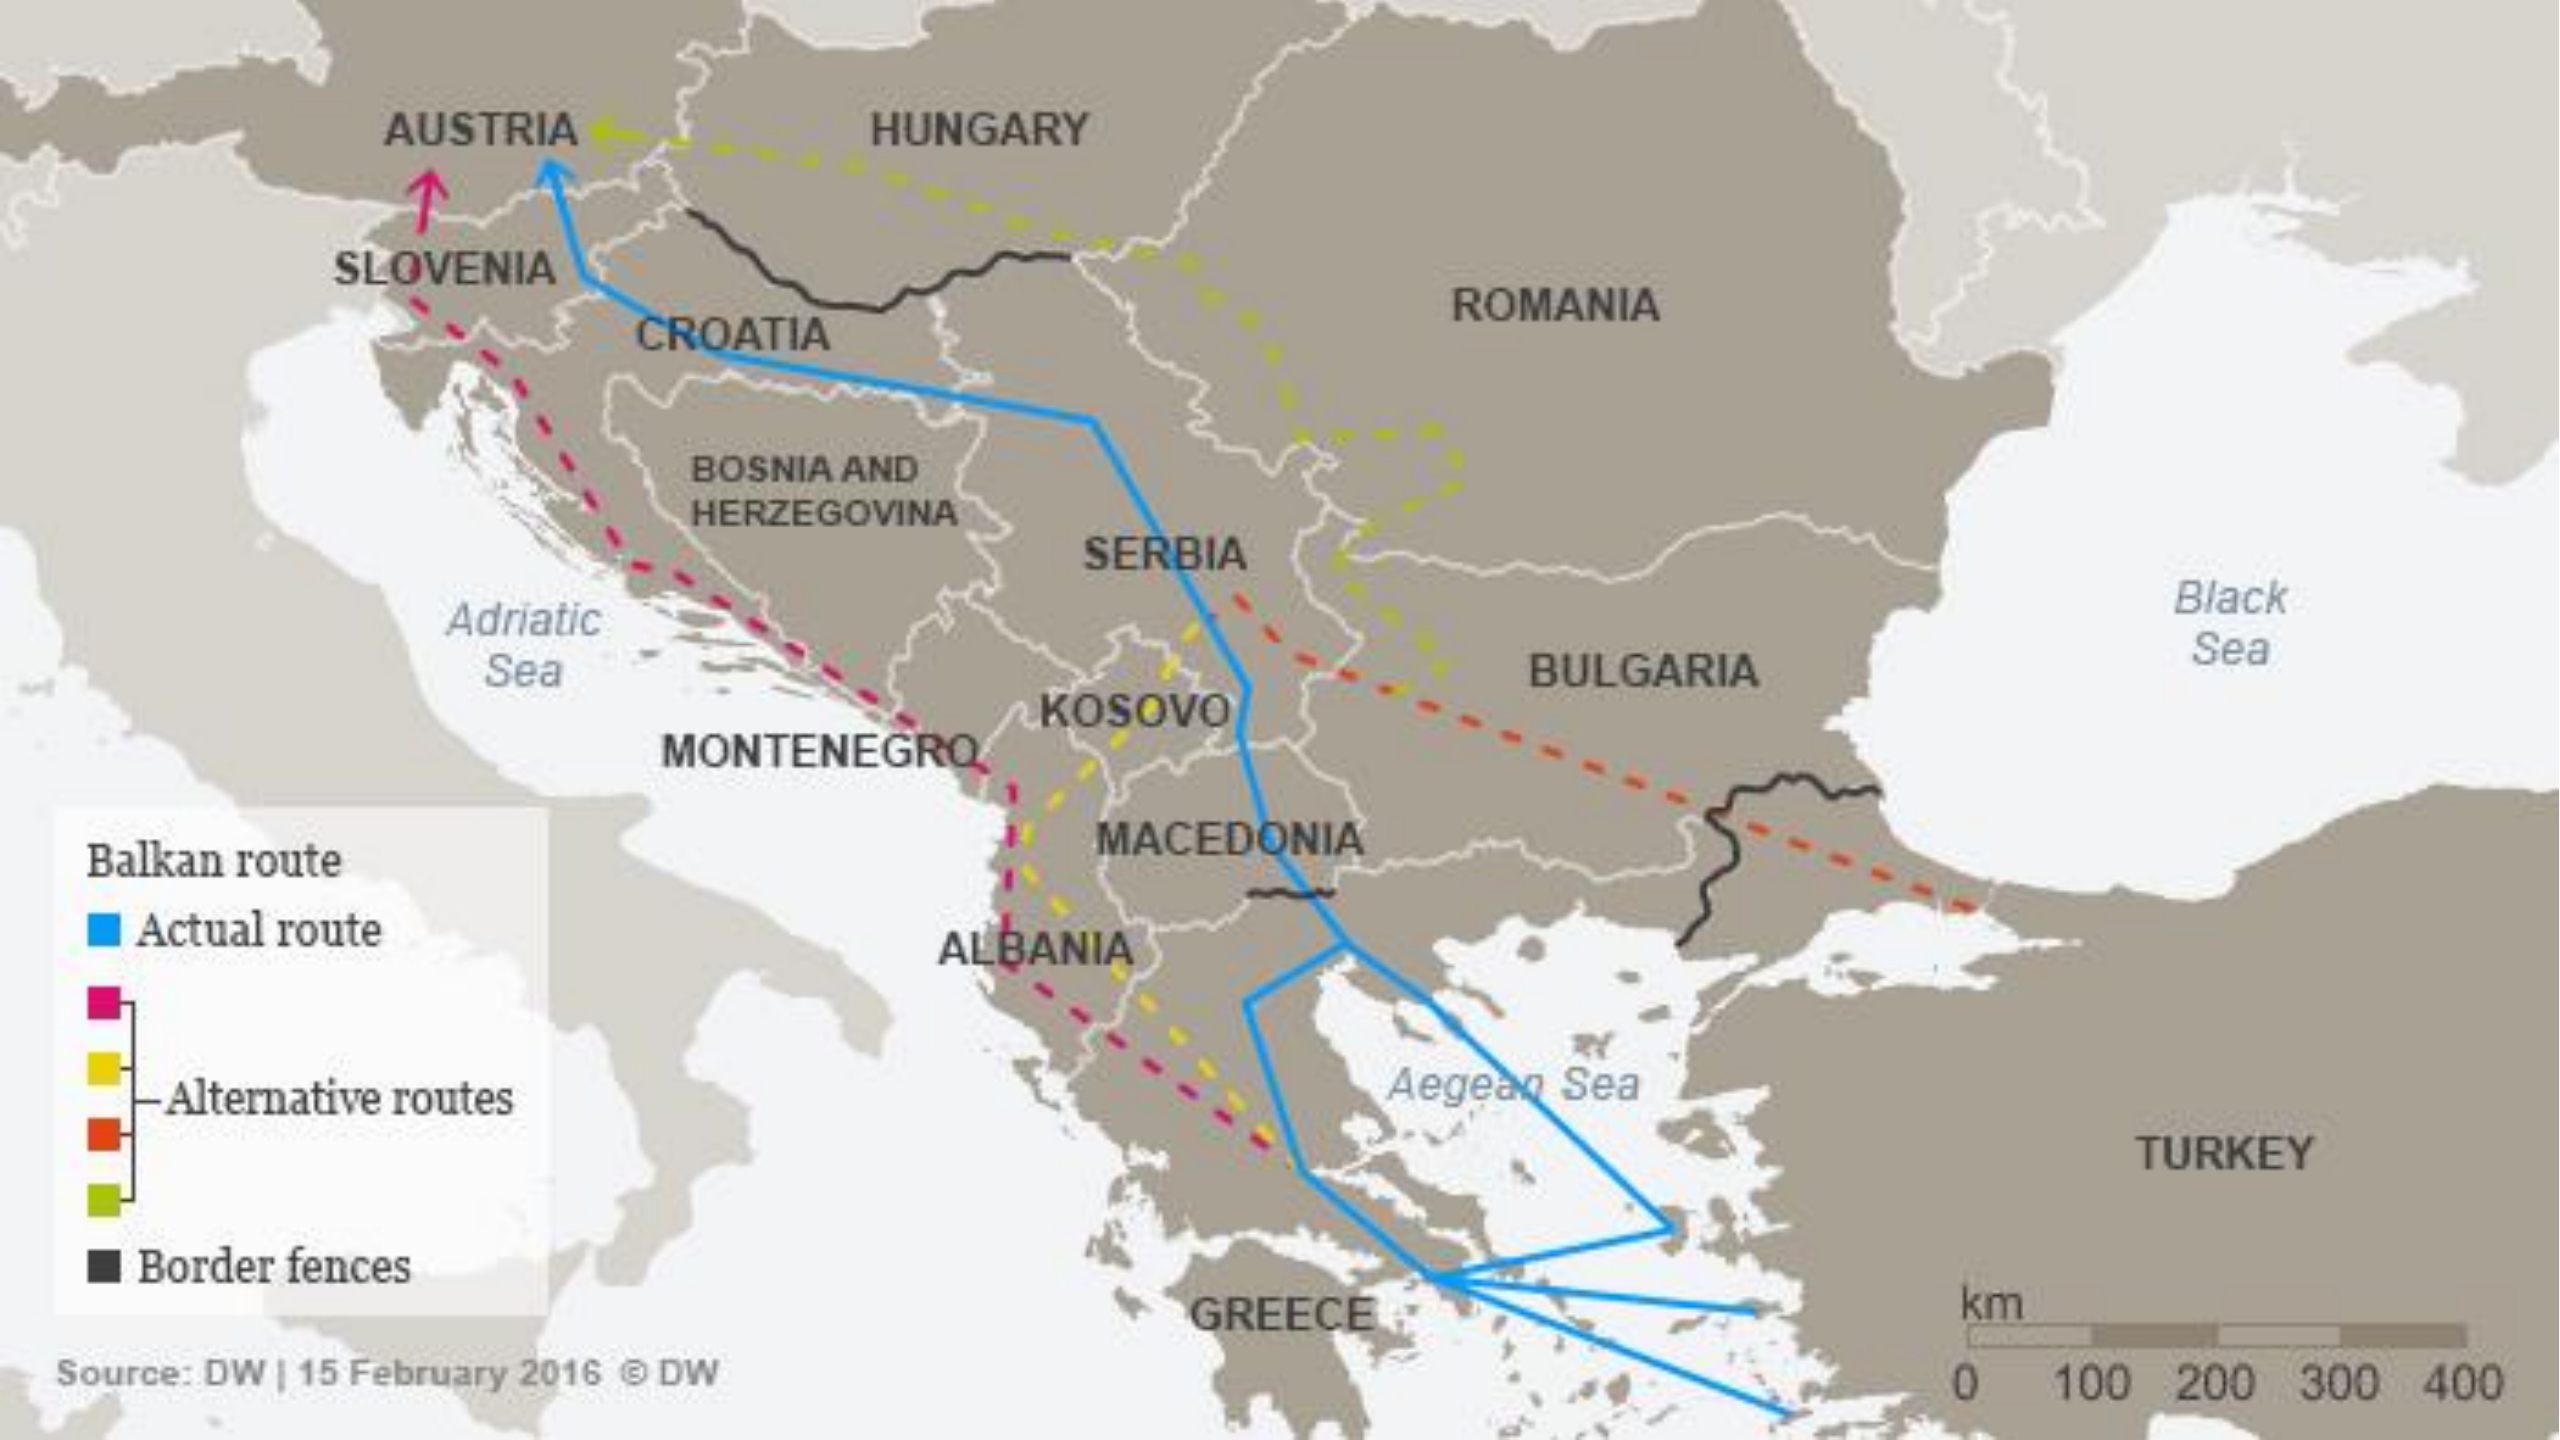 AUSTRIA
HUNGARY
SLOVENIA
ROMANIA
CROATIA
BOSNIA AND
HERZEGOVINA
SERBIA
Adriatic
Sea
Black
Sea
BULGARIA
KOSOVO
MONTENEGRO
MACEDONIA
ALBANIA
Aegean Sea
TURKEY
GREECE
Balkan route
Actual route
Alternative routes
Border fences
km
0 100 200 300 400
Source: DW | 15 February 2016 © DW